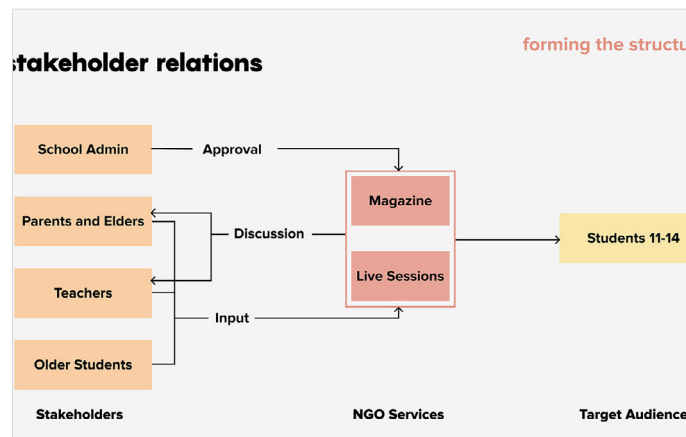 forming the structu
stakeholder relations
School Admin
Approval
Magazine
Parents and Elders
Discussion
Students 11-14
Live Sessions
Teachers
Input
Older Students
Stakeholders
NGO Services
Target Audience